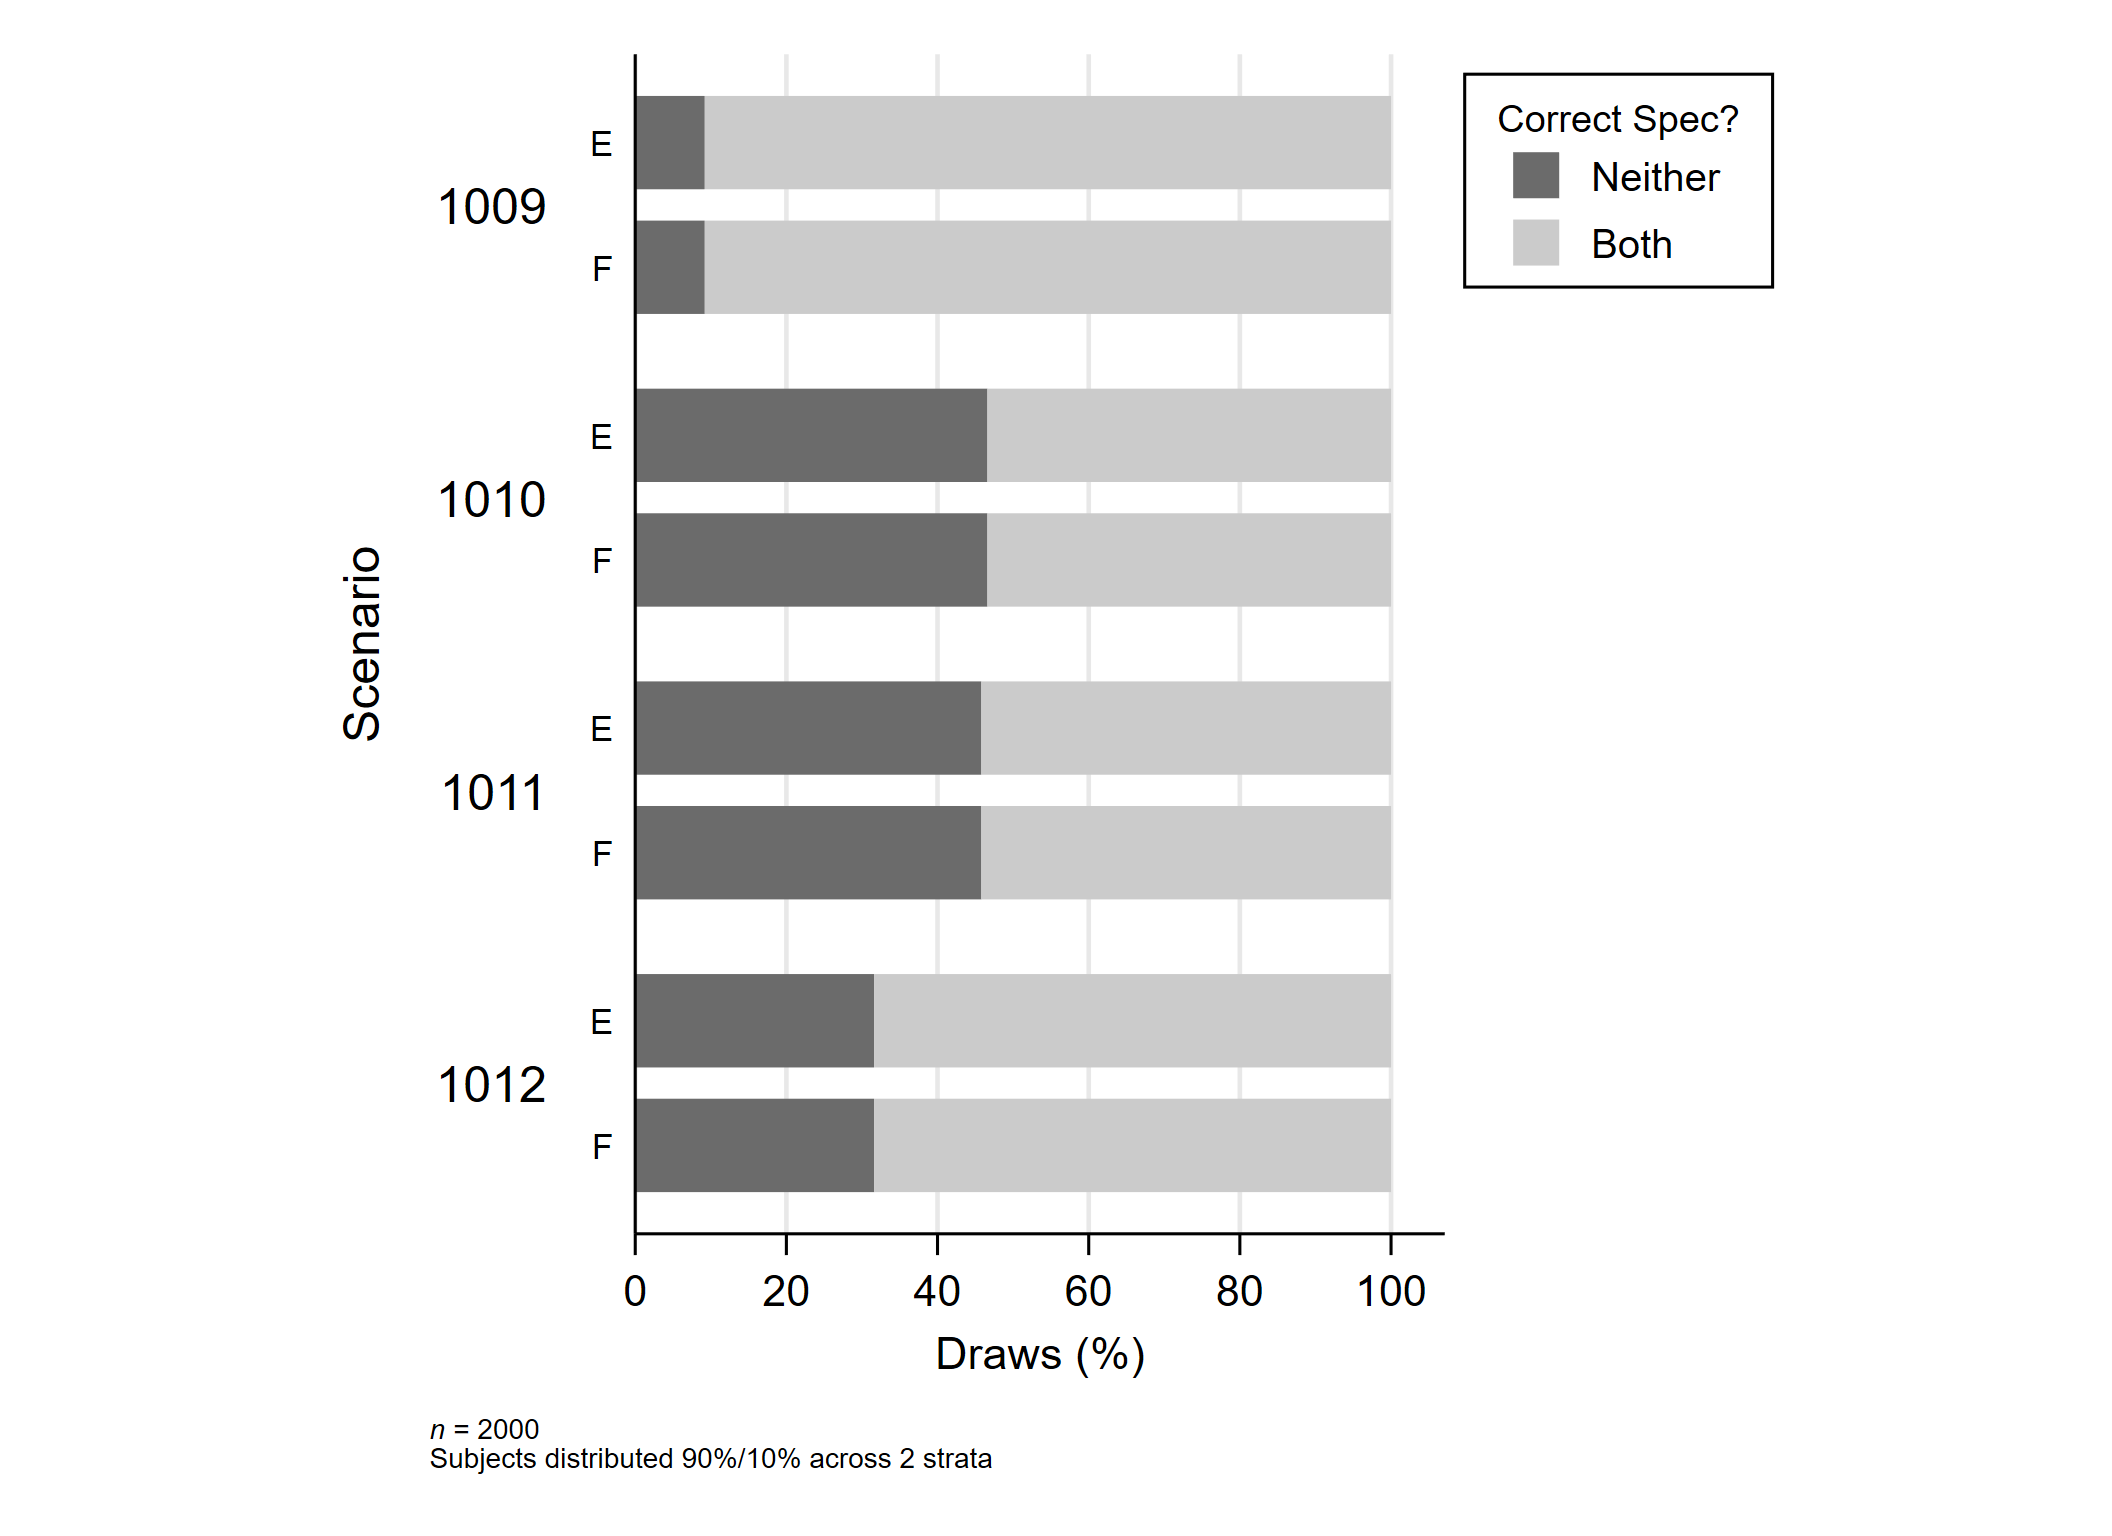 Correct Spec?
Neither
Both
Scenario
1009
E
F
1010
E
F
1011
E
F
1012
E
F
0 20 40 60 80 100
Draws (%)
n = 2000
Subjects distributed 90%/10% across 2 strata